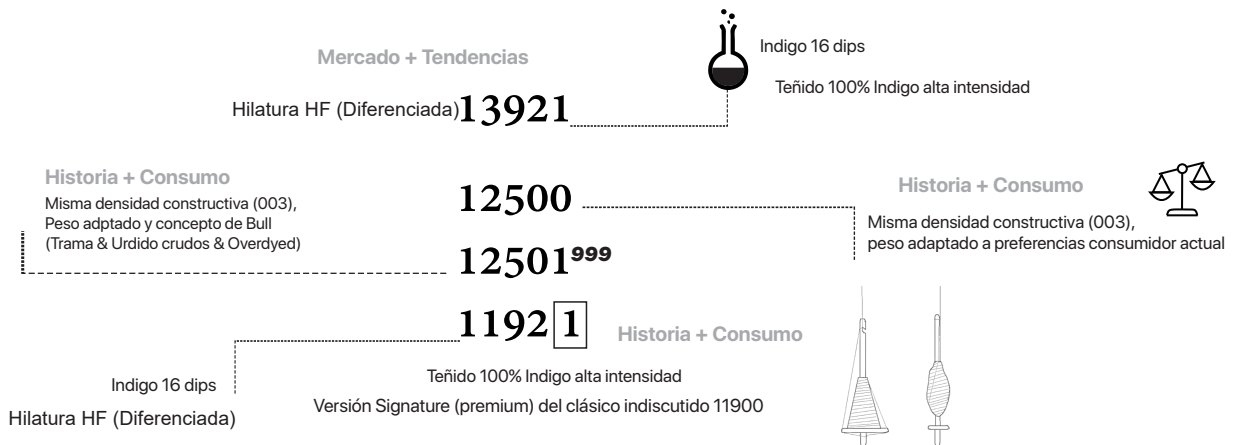 Indigo 16 dips
Mercado + Tendencias
Teñido 100% Indigo alta intensidad
Hilatura HF (Diferenciada) 13921
Historia + Consumo
Misma densidad constructiva (003),
Peso adptado y concepto de Bull
(Trama & Urdido crudos & Overdyed)
12500
Historia + Consumo
Misma densidad constructiva (003),
peso adaptado a preferencias consumidor actual
12501 999
11921
Historia + Consumo
Indigo 16 dips
Hilatura HF (Diferenciada)
Teñido 100% Indigo alta intensidad
Versión Signature (premium) del clásico indiscutido 11900